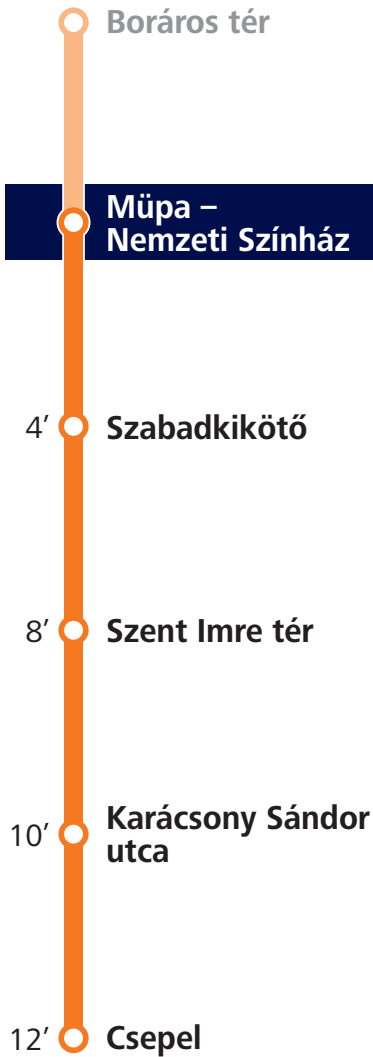 Boráros tér
Müpa –
Nemzeti Színház
4’ Szabadkikötő
8’ Szent Imre tér
10’ Karácsony Sándor
utca
12’ Csepel